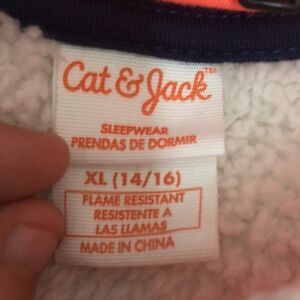 Cat & Jack™
SLEEPWEAR
PRENDAS DE DORMIR
XL (14/16)
FLAME RESISTANT
RESISTENTE A
LAS LLAMAS
MADE IN CHINA